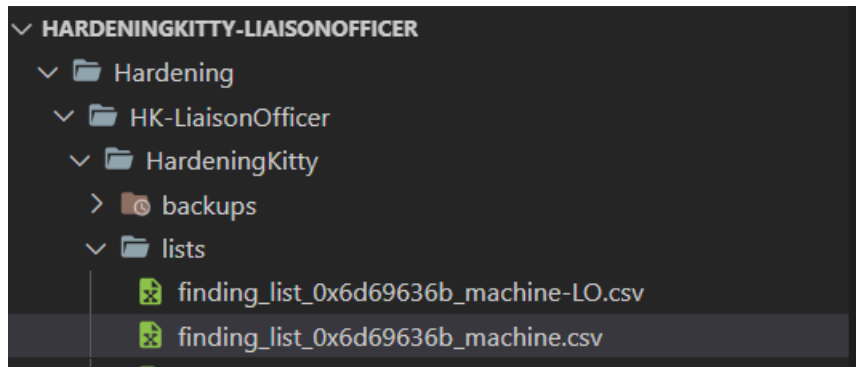 HARDENINGKITTY-LIAISONOFFICER
Hardening
HK-LiaisonOfficer
HardeningKitty
backups
lists
finding_list_0x6d69636b_machine-LO.csv
finding_list_0x6d69636b_machine.csv